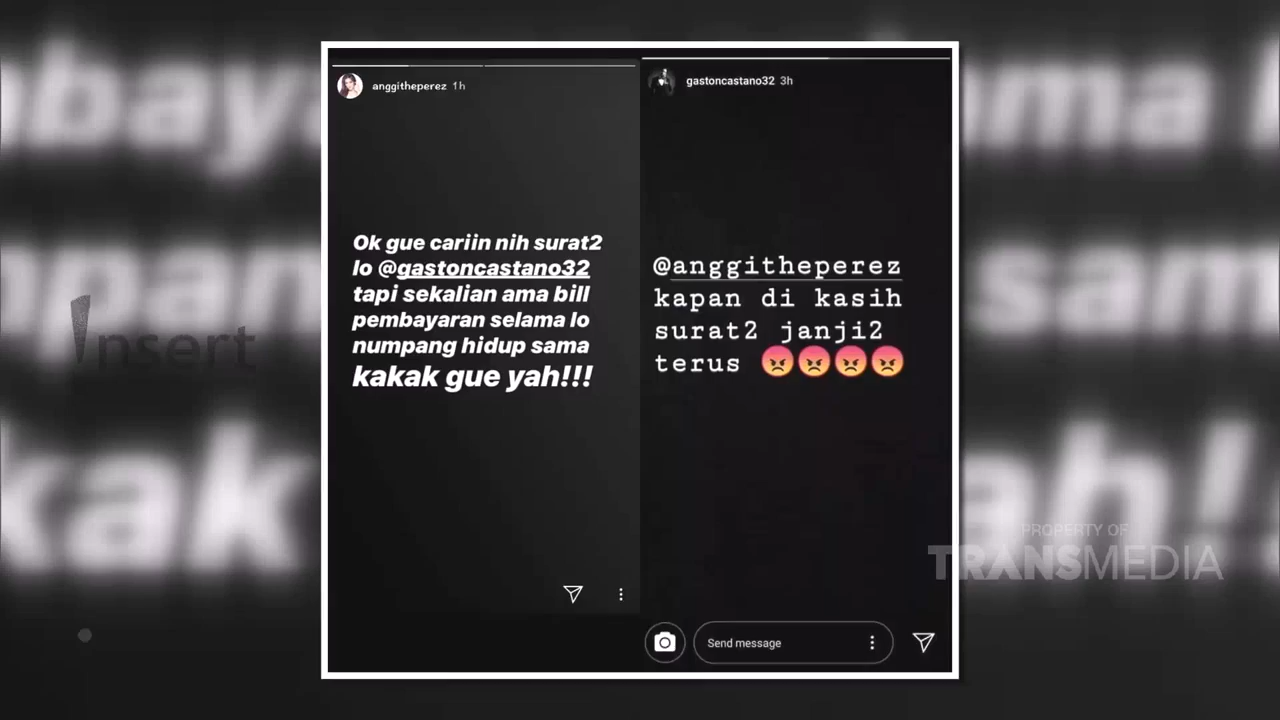 anggitheperez 1h
Ok gue cariin nih surat2
lo @gastoncastano32
tapi sekalian ama bill
pembayaran selama lo
numpang hidup sama
kakak gue yah!!!
gastoncastano32 3h
@anggitheperez
kapan di kasih
surat2 janji2
terus 😡😡😡😡
Send message
Insert
PROPERTY OF
TRANSMEDIA